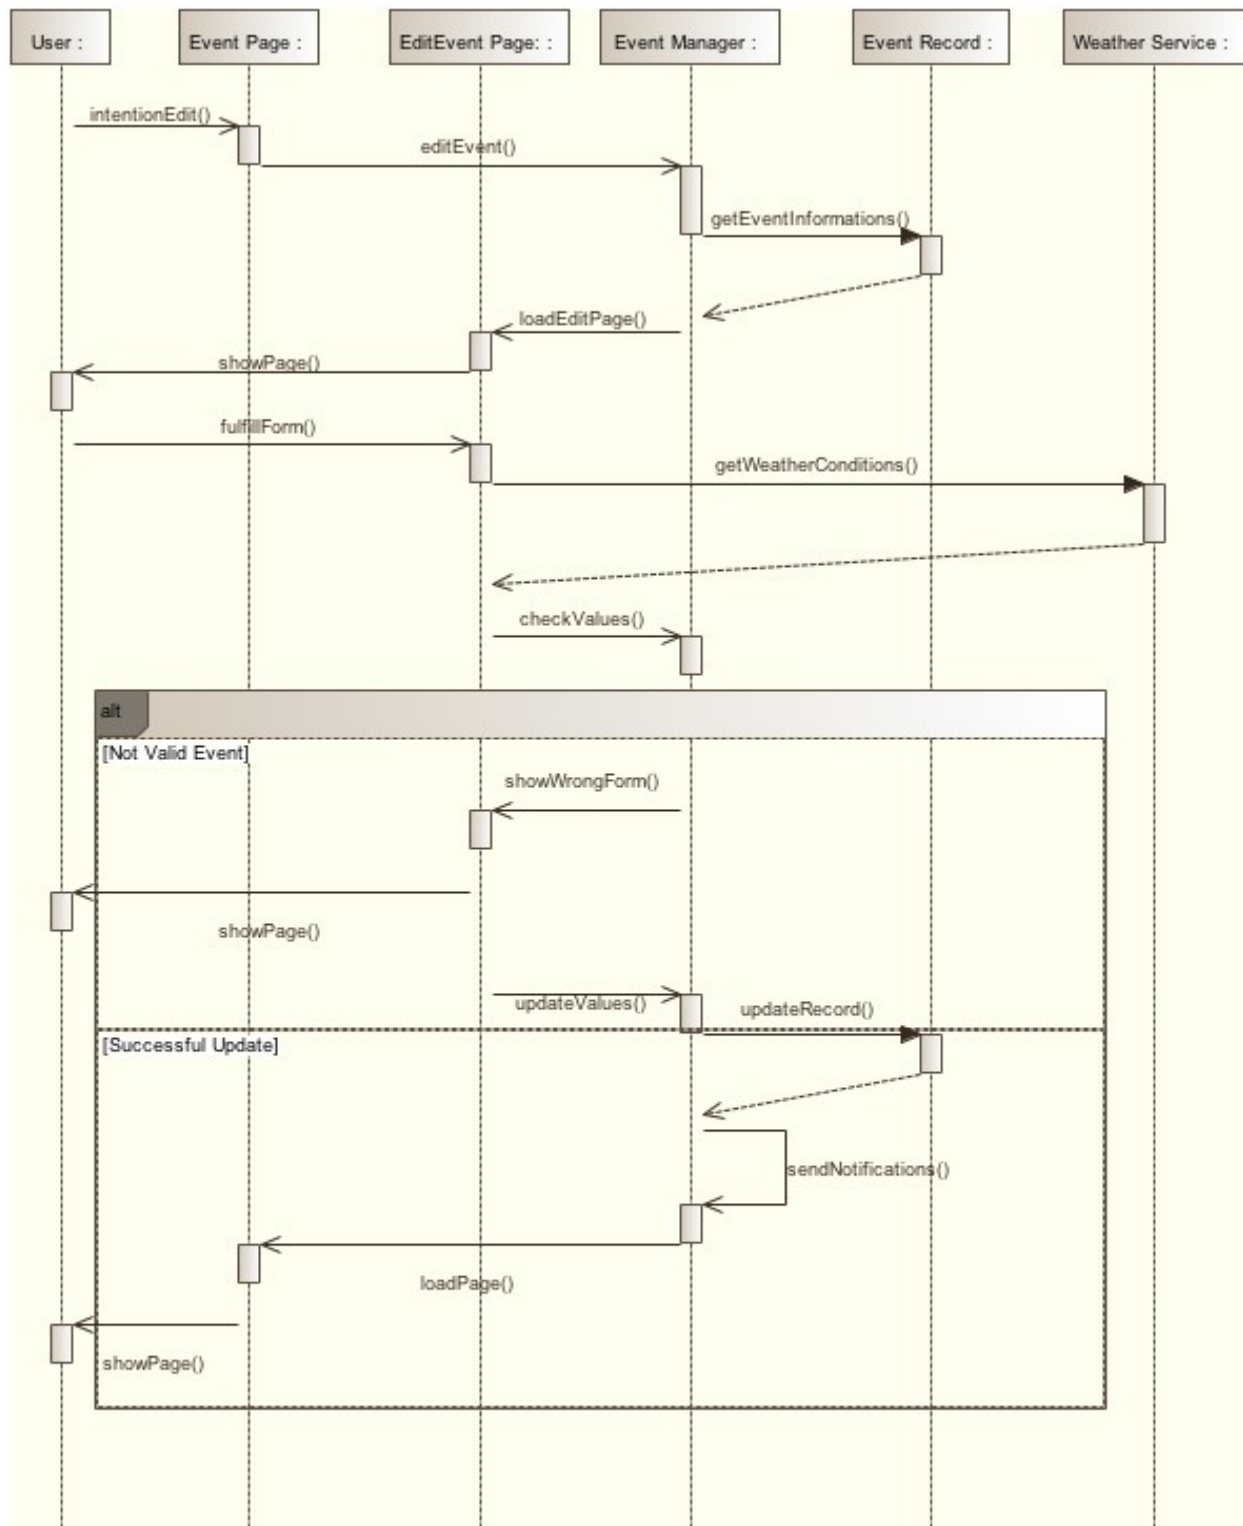 User :
Event Page :
EditEvent Page: :
Event Manager :
Event Record :
Weather Service :
intentionEdit()
editEvent()
getEventInformations()
loadEditPage()
showPage()
fulfillForm()
getWeatherConditions()
checkValues()
alt
[Not Valid Event]
showWrongForm()
showPage()
updateValues()
updateRecord()
[Successful Update]
sendNotifications()
loadPage()
showPage()